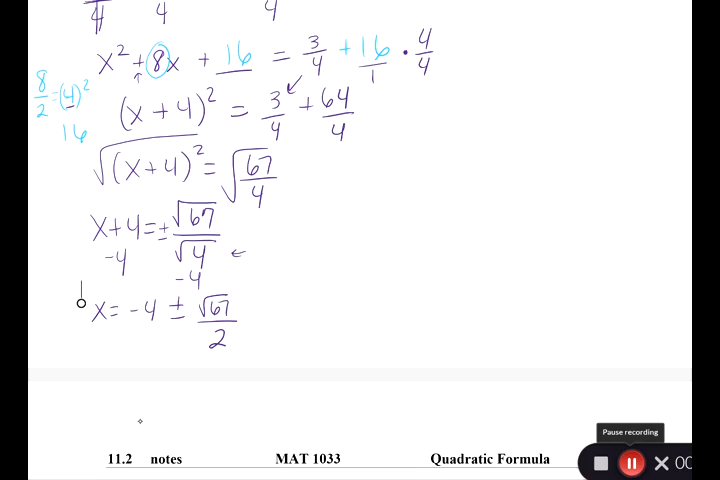 4 4 4
x² + 8x + 16 = 3/4 + 16/1 • 4/4
8/2 = (4)²
16
(x + 4)² = 3/4 + 64/4
√(x + 4)² = √67/4
x + 4 = ± √67/√4
-4 -4
x = -4 ± √67/2
Pause recording
11.2 notes MAT 1033 Quadratic Formula
00